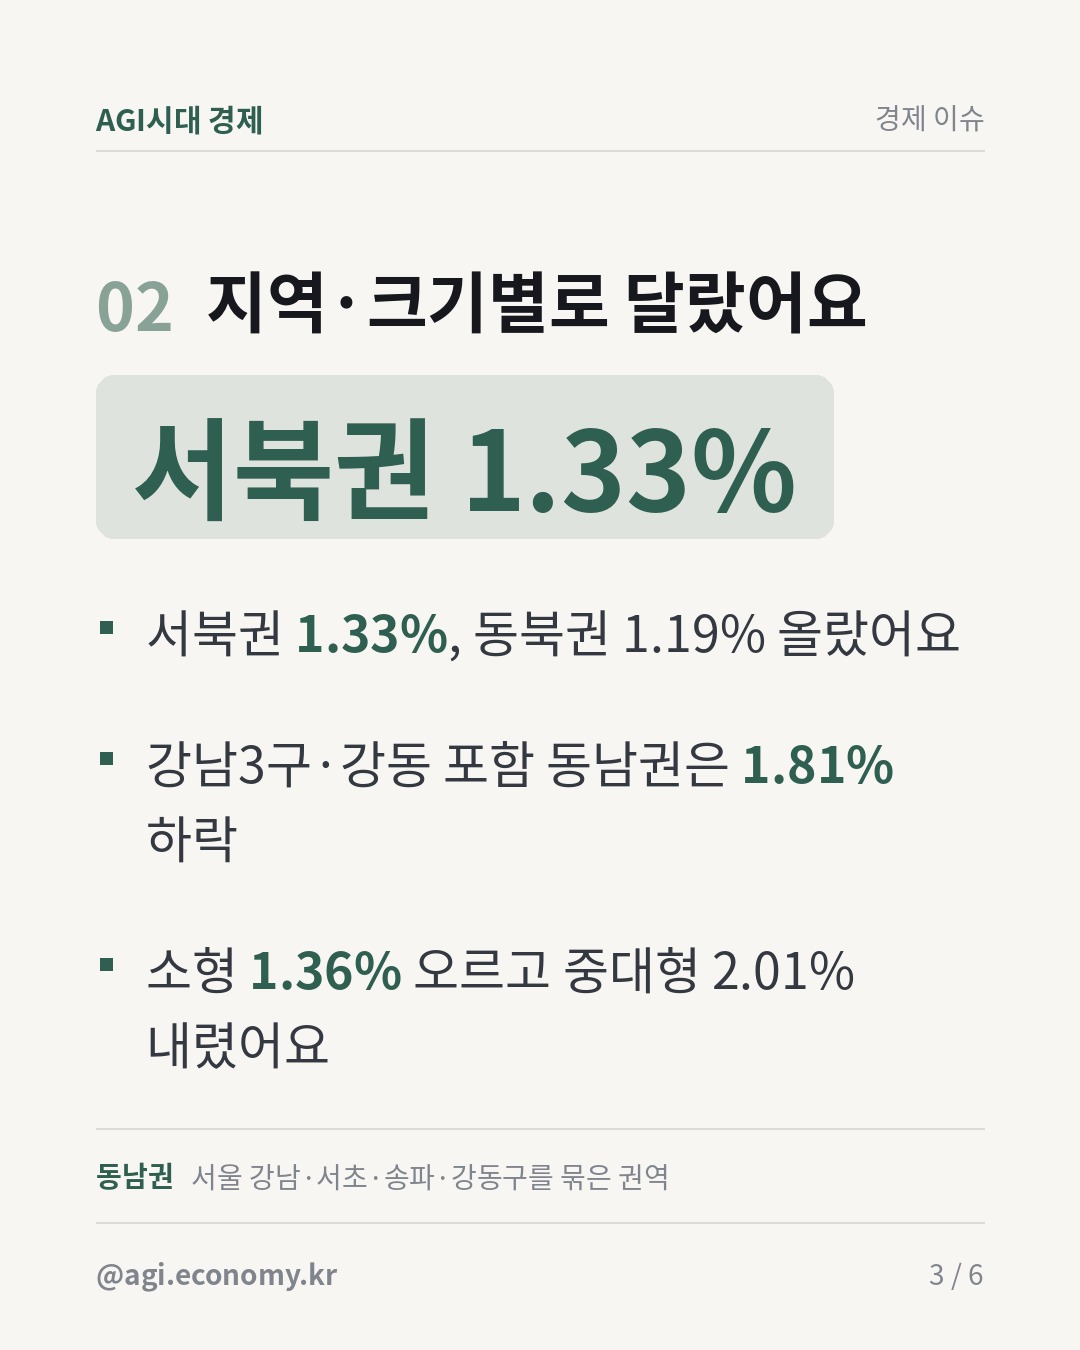 AGI시대 경제
경제 이슈
02 지역·크기별로 달랐어요
서북권 1.33%
▪ 서북권 1.33%, 동북권 1.19% 올랐어요
▪ 강남3구·강동 포함 동남권은 1.81%
하락
▪ 소형 1.36% 오르고 중대형 2.01%
내렸어요
동남권 서울 강남·서초·송파·강동구를 묶은 권역
@agi.economy.kr
3 / 6